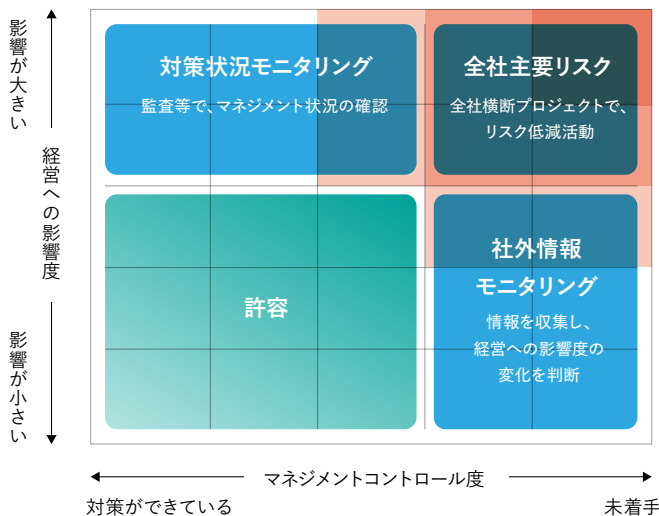 影響が大きい
経営への影響度
影響が小さい
対策状況モニタリング
監査等で、マネジメント状況の確認
全社主要リスク
全社横断プロジェクトで、
リスク低減活動
許容
社外情報
モニタリング
情報を収集し、
経営への影響度の
変化を判断
マネジメントコントロール度
対策ができている
未着手